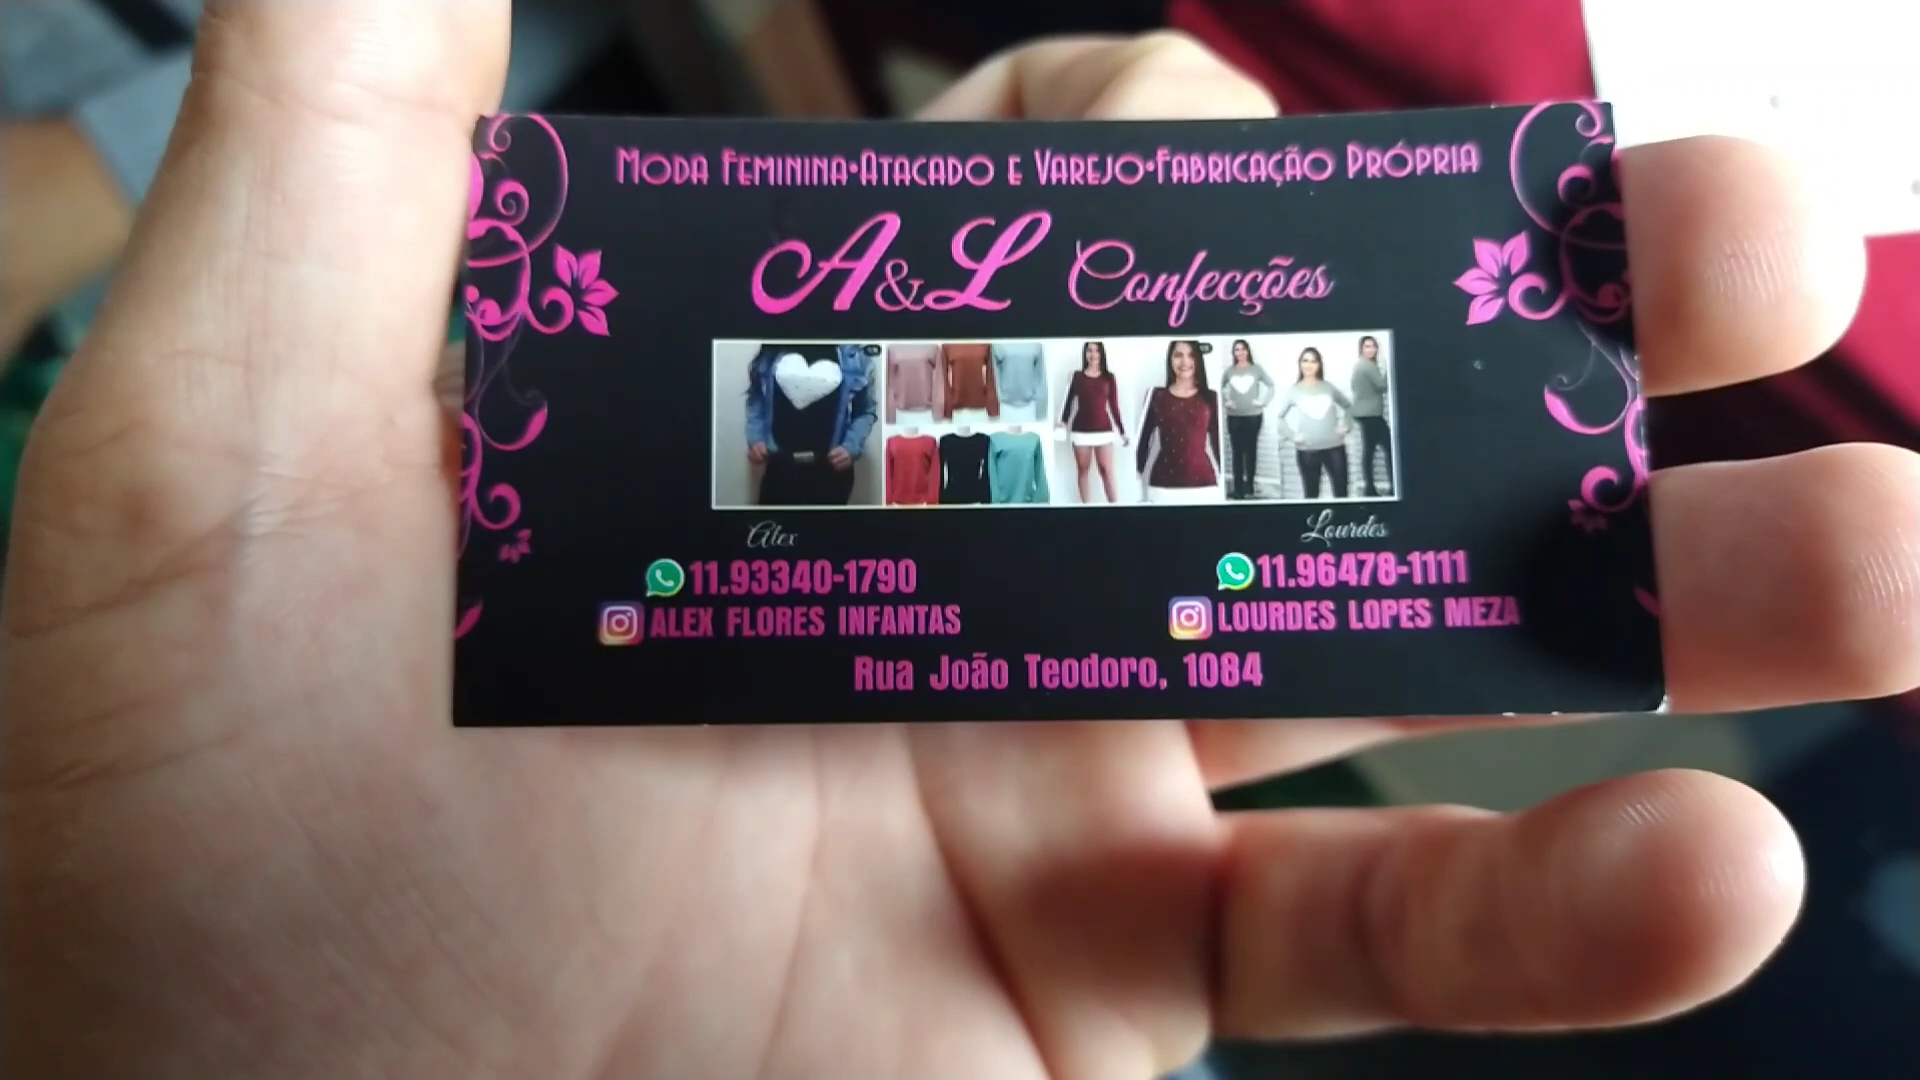 Moda Feminina•Atacado e Varejo•Fabricação Própria
A&L Confecções
Alex
Lourdes
11.93340-1790
11.96478-1111
ALEX FLORES INFANTAS
LOURDES LOPES MEZA
Rua João Teodoro, 1084